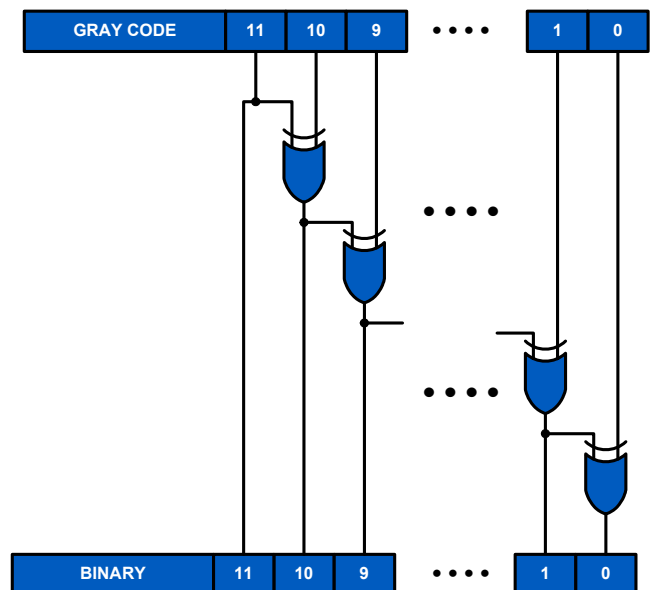 GRAY CODE 11 10 9 •••• 1 0
BINARY 11 10 9 •••• 1 0